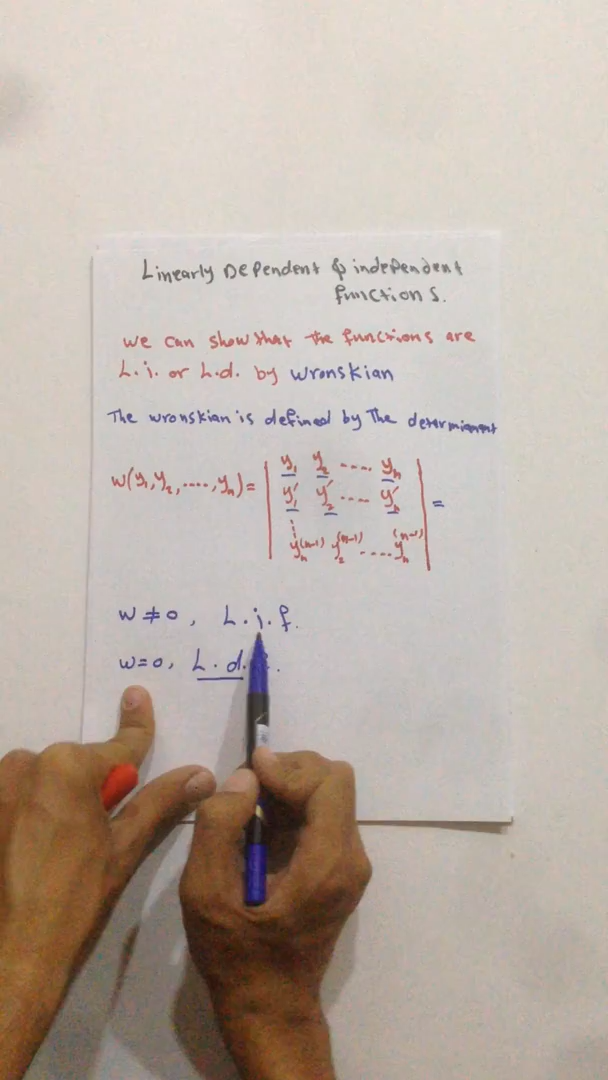 Linearly Dependent & independent
functions.
we can show that the functions are
L.i. or L.d. by wronskian
The wronskian is defined by The determinant
W(y₁,y₂,....,yₙ) = | y₁ y₂ .... yₙ |
| y₁′ y₂′ .... yₙ′ | =
⋮
yₙ⁽ⁿ⁻¹⁾ y₂⁽ⁿ⁻¹⁾ .... yₙ⁽ⁿ⁻¹⁾
W ≠ 0, L.i.f.
W=0, L.d.